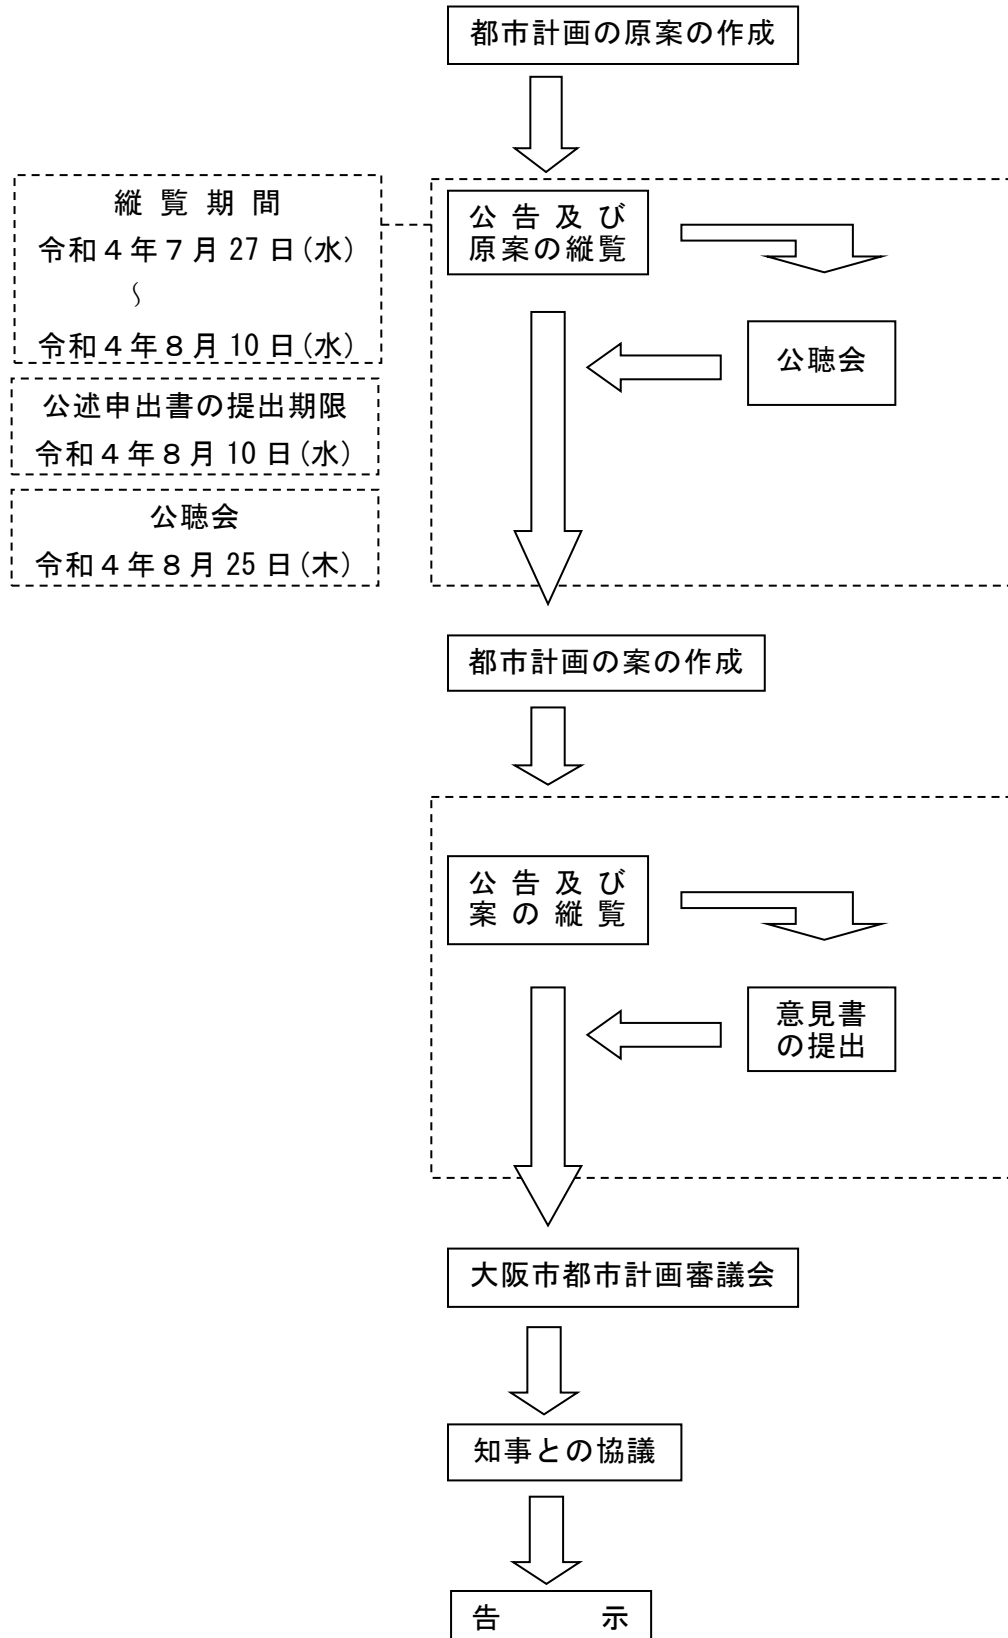 都市計画の原案の作成
縦覧期間
令和４年７月27日(水)
～
令和４年８月10日(水)
公述申出書の提出期限
令和４年８月10日(水)
公聴会
令和４年８月25日(木)
公告及び
原案の縦覧
公聴会
都市計画の案の作成
公告及び
案の縦覧
意見書
の提出
大阪市都市計画審議会
知事との協議
告示